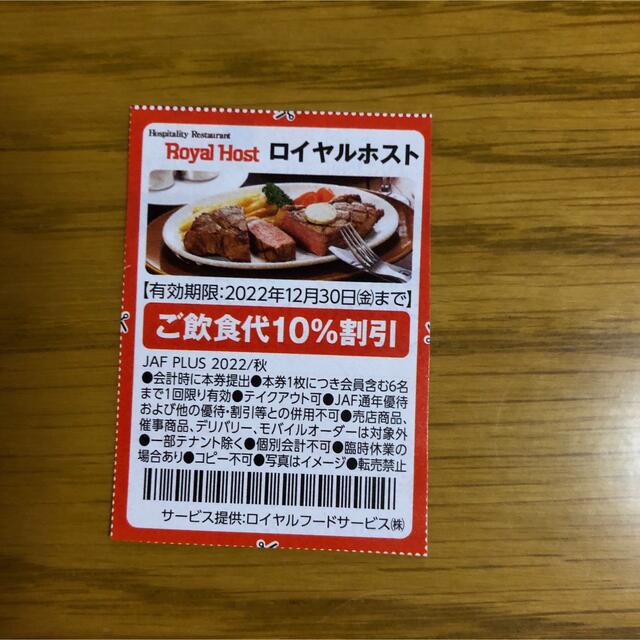 Hospitality Restaurant
Royal Host ロイヤルホスト
【有効期限:2022年12月30日㈮まで】
ご飲食代10%割引
JAF PLUS 2022/秋
●会計時に本券提出●本券1枚につき会員含む6名
まで1回限り有効●テイクアウト可●JAF通年優待
および他の優待・割引等との併用不可●売店商品、
催事商品、デリバリー、モバイルオーダーは対象外
●一部テナント除く●個別会計不可●臨時休業の
場合あり●コピー不可●写真はイメージ●転売禁止
サービス提供:ロイヤルフードサービス㈱